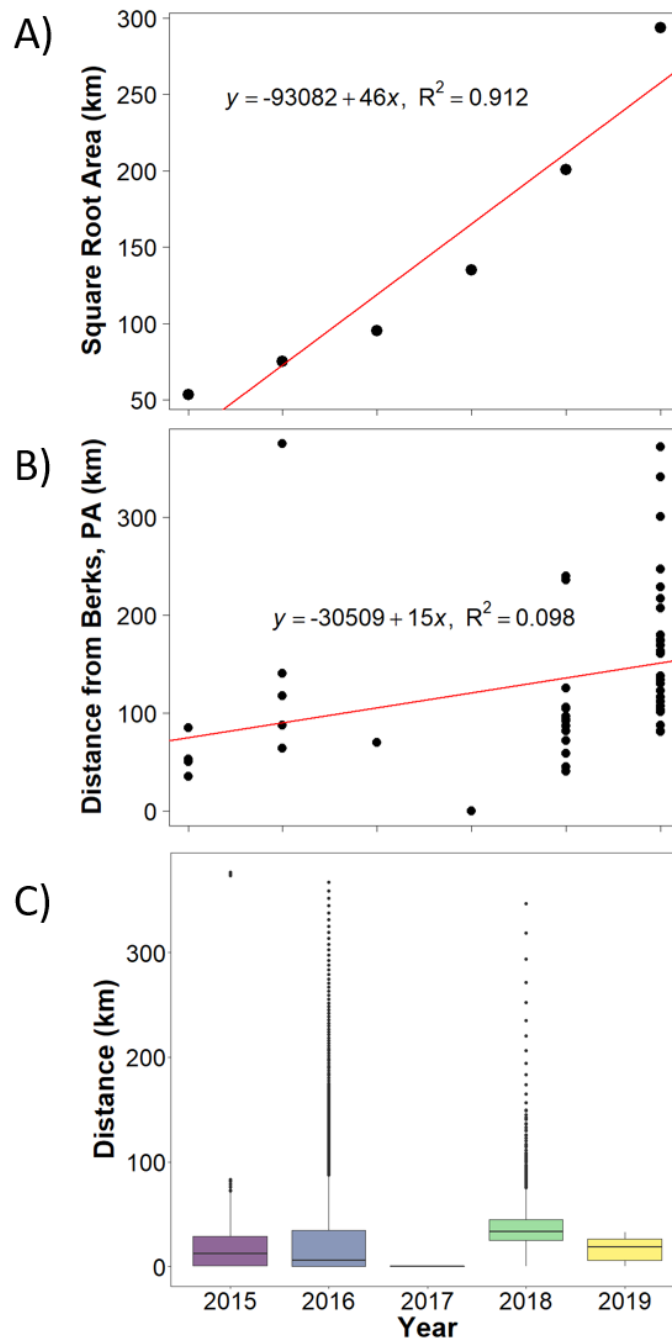 A)
Square Root Area (km)
300
250
200
150
100
50
y = -93082 + 46x, R² = 0.912
B)
Distance from Berks, PA (km)
300
200
100
0
y = -30509 + 15x, R² = 0.098
C)
Distance (km)
300
200
100
0
2015 2016 2017 2018 2019
Year